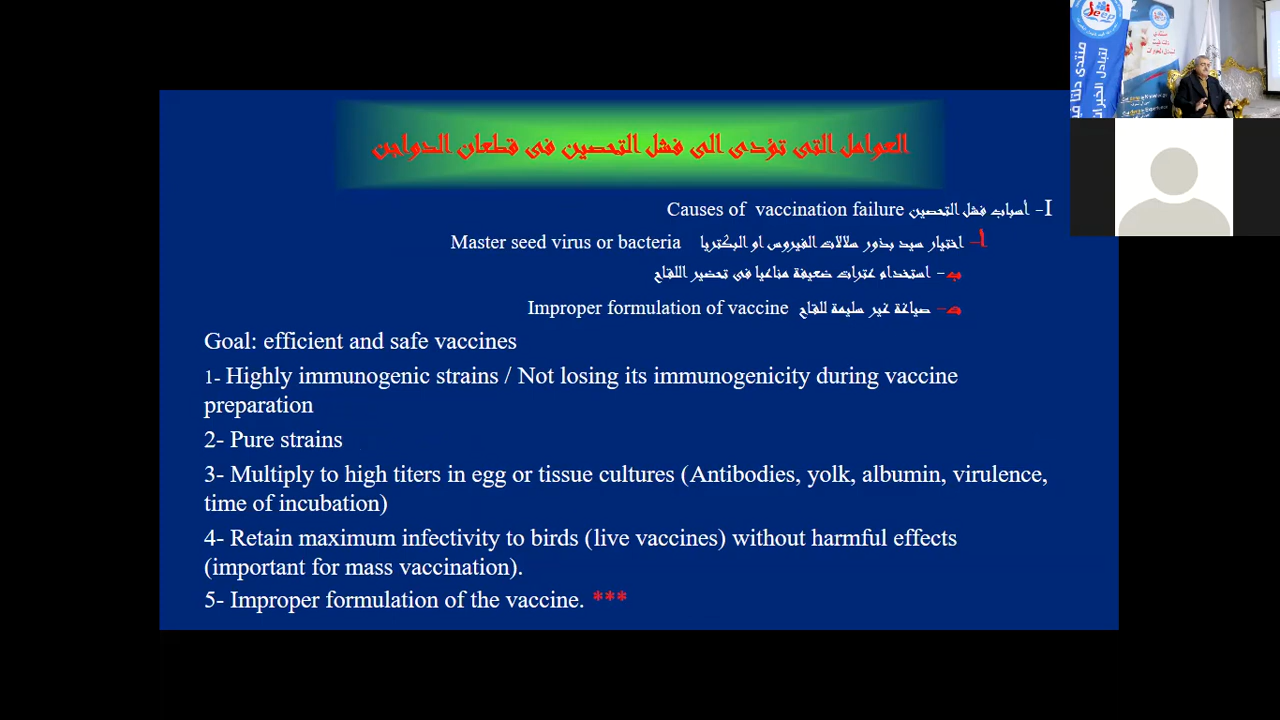 العوامل التى تؤدى الى فشل التحصين فى قطعان الدواجن
I- أسباب فشل التحصين Causes of vaccination failure
أ- اختيار سيد بذور سلالات الفيروس او البكتريا Master seed virus or bacteria
ب- استخدام عترات ضعيفة مناعيا فى تحضير اللقاح
ج- صياغة غير سليمة للقاح Improper formulation of vaccine
Goal: efficient and safe vaccines
1- Highly immunogenic strains / Not losing its immunogenicity during vaccine
preparation
2- Pure strains
3- Multiply to high titers in egg or tissue cultures (Antibodies, yolk, albumin, virulence,
time of incubation)
4- Retain maximum infectivity to birds (live vaccines) without harmful effects
(important for mass vaccination).
5- Improper formulation of the vaccine. ***
منتدى دلتا
لتبادل الخبرات